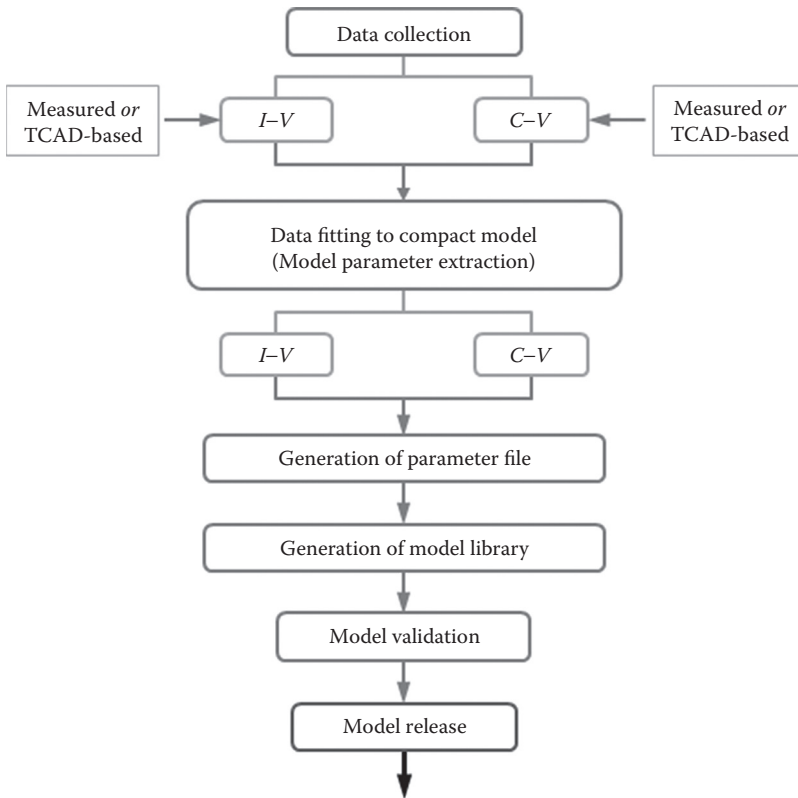 Data collection
Measured or
TCAD-based
I–V
C–V
Measured or
TCAD-based
Data fitting to compact model
(Model parameter extraction)
I–V
C–V
Generation of parameter file
Generation of model library
Model validation
Model release